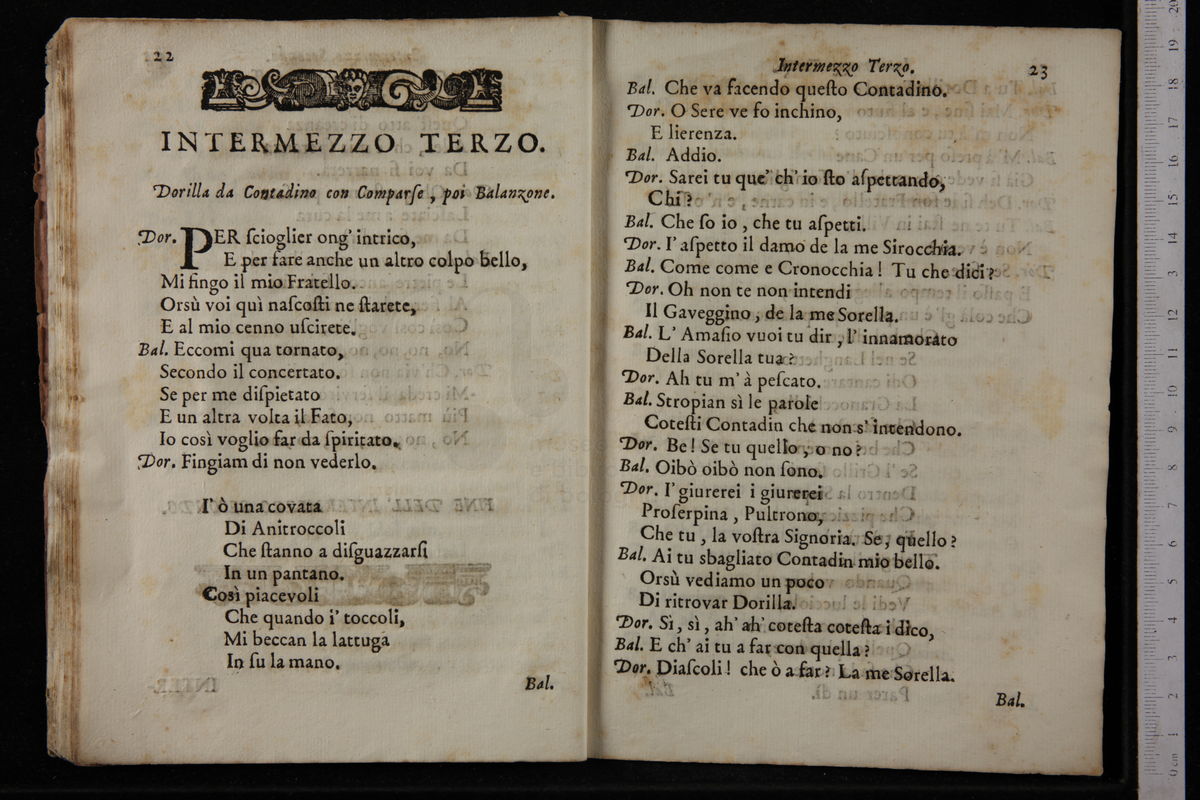 22
INTERMEZZO TERZO.
Dorilla da Contadino con Comparſe, poi Balanzone.
Dor. PER ſcioglier ong' intrico,
E per fare anche un altro colpo bello,
Mi fingo il mio Fratello.
Orsù voi quì naſcoſti ne ſtarete,
E al mio cenno uſcirete.
Bal. Eccomi qua tornato,
Secondo il concertato.
Se per me diſpietato
E un altra volta il Fato,
Io così voglio far da ſpiritato.
Dor. Fingiam di non vederlo.
I' ò una covata
Di Anitroccoli
Che ſtanno a diſguazzarſi
In un pantano.
Così piacevoli
Che quando i' toccoli,
Mi beccan la lattuga
In ſu la mano.
Bal.
Intermezzo Terzo. 23
Bal. Che va facendo queſto Contadino.
Dor. O Sere ve fo inchino,
E lierenza.
Bal. Addio.
Dor. Sarei tu que' ch' io ſto aſpettando,
Chi?
Bal. Che ſo io, che tu aſpetti.
Dor. I' aſpetto il damo de la me Sirocchia.
Bal. Come come e Cronocchia! Tu che dici?
Dor. Oh non te non intendi
Il Gaveggino, de la me Sorella.
Bal. L' Amaſio vuoi tu dir, l' innamorato
Della Sorella tua?
Dor. Ah tu m' à peſcato.
Bal. Stropian sì le parole
Coteſti Contadin che non s' intendono.
Dor. Be! Se tu quello, o no?
Bal. Oibò oibò non ſono.
Dor. I' giurerei i giurerei
Proſerpina, Pultrono,
Che tu, la voſtra Signoria. Se, quello?
Bal. Ai tu sbagliato Contadin mio bello.
Orsù vediamo un poco
Di ritrovar Dorilla.
Dor. Si, sì, ah' ah' coteſta coteſta i dico,
Bal. E ch' ai tu a far con quella?
Dor. Diaſcoli! che ò a far? La me Sorella.
Bal.